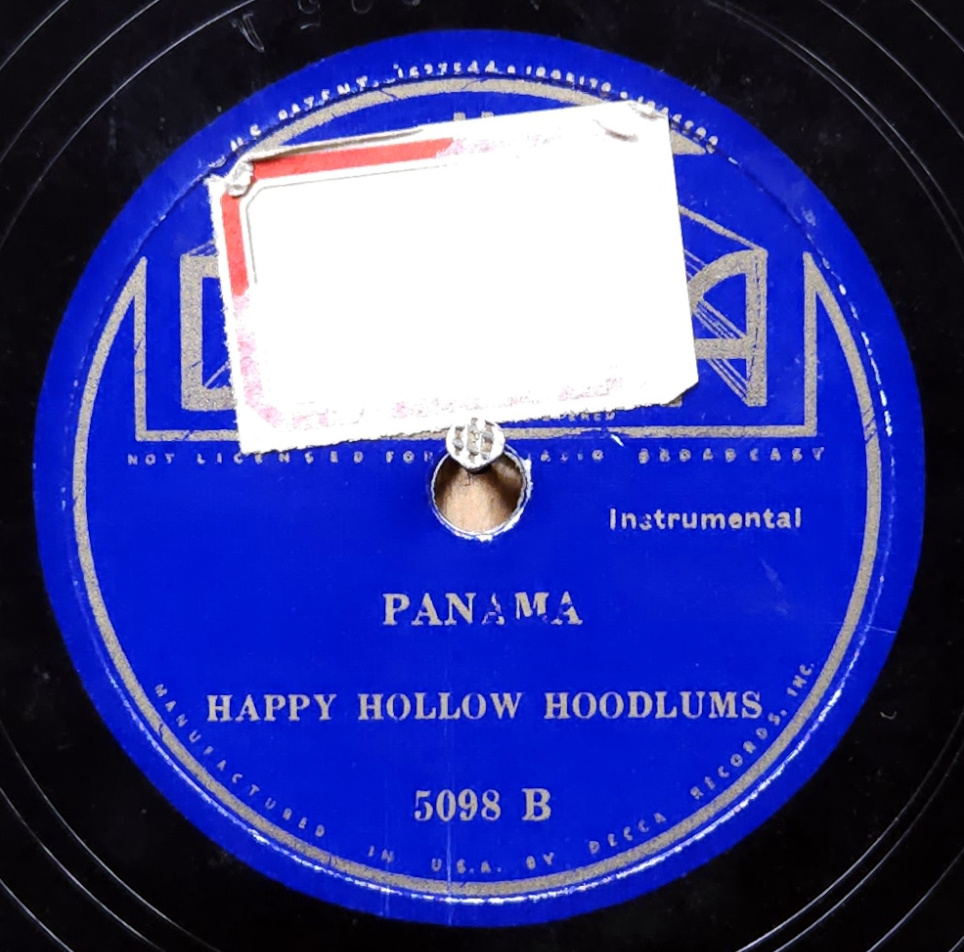 NOT LICENSED FOR RADIO BROADCAST
Instrumental
PANAMA
HAPPY HOLLOW HOODLUMS
5098 B
MANUFACTURED IN U.S.A. BY DECCA RECORDS, INC.